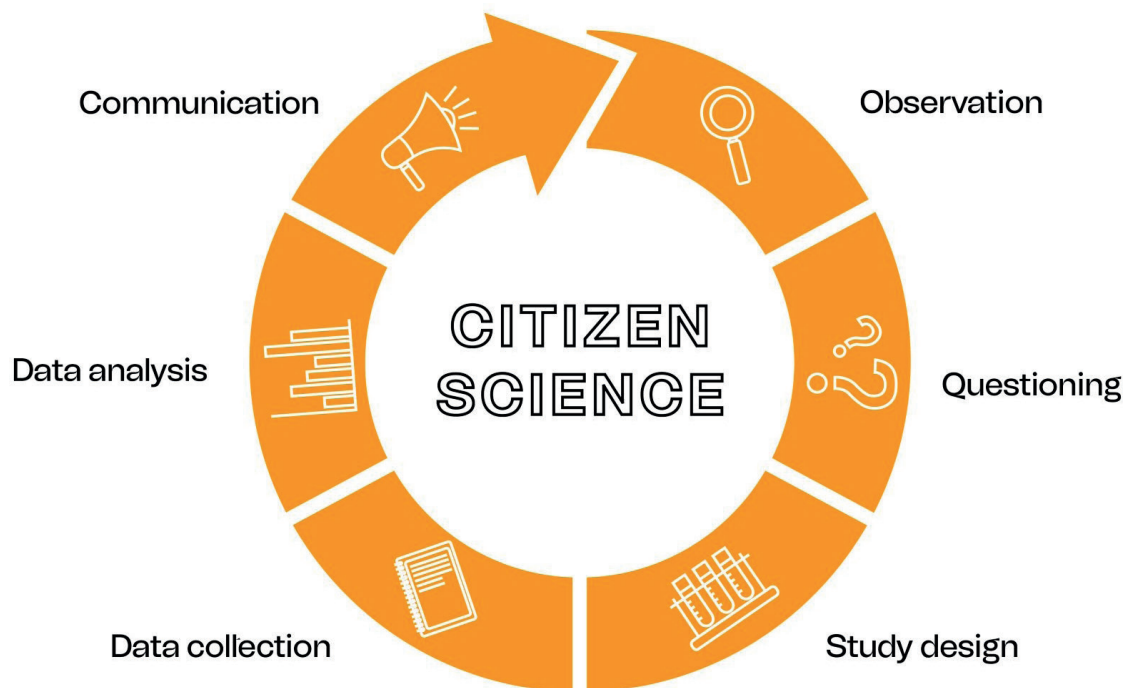 Communication
Observation
CITIZEN
SCIENCE
Data analysis
Questioning
Data collection
Study design